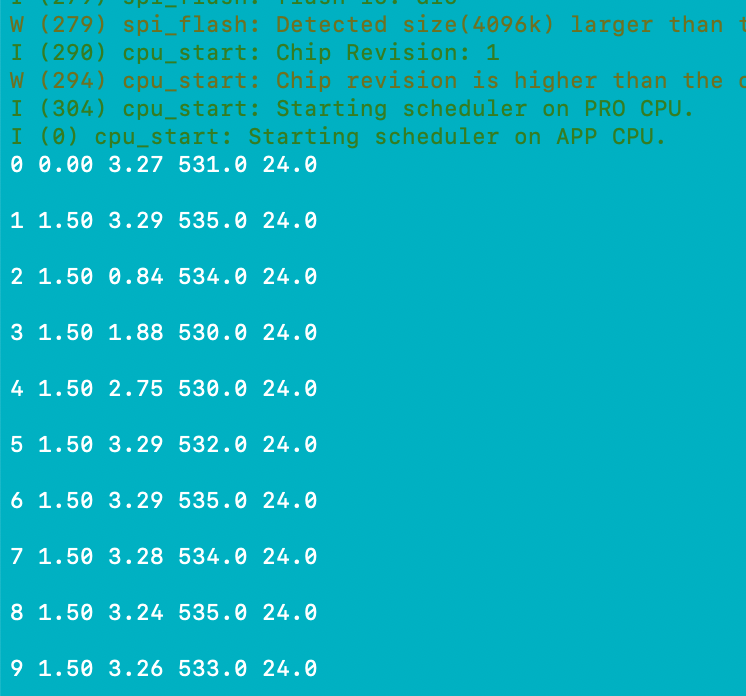 W (279) spi_flash: Detected size(4096k) larger than
I (290) cpu_start: Chip Revision: 1
W (294) cpu_start: Chip revision is higher than the
I (304) cpu_start: Starting scheduler on PRO CPU.
I (0) cpu_start: Starting scheduler on APP CPU.
0 0.00 3.27 531.0 24.0
1 1.50 3.29 535.0 24.0
2 1.50 0.84 534.0 24.0
3 1.50 1.88 530.0 24.0
4 1.50 2.75 530.0 24.0
5 1.50 3.29 532.0 24.0
6 1.50 3.29 535.0 24.0
7 1.50 3.28 534.0 24.0
8 1.50 3.24 535.0 24.0
9 1.50 3.26 533.0 24.0